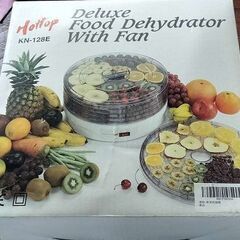 HotTop
KN-128E
Deluxe
Food Dehydrator
With Fan